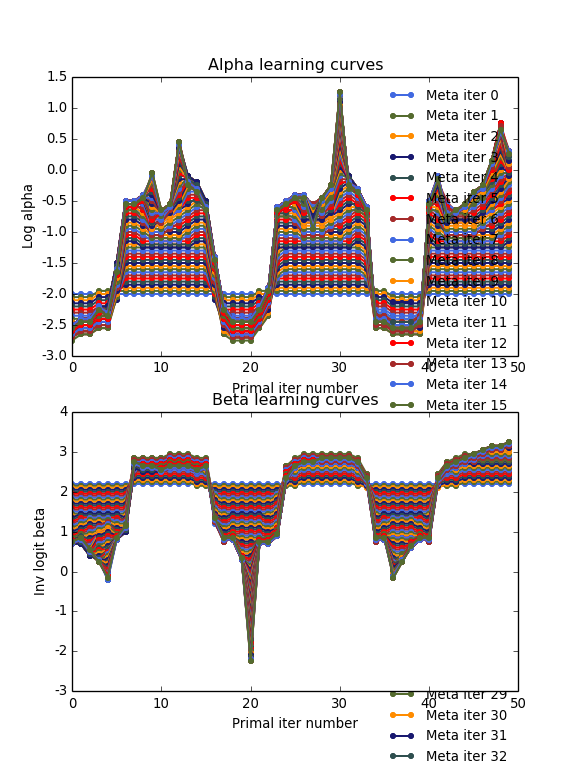 Alpha learning curves
Log alpha
1.5
1.0
0.5
0.0
-0.5
-1.0
-1.5
-2.0
-2.5
-3.0
0
10
20
30
40
50
Primal iter number
Meta iter 0
Meta iter 1
Meta iter 2
Meta iter 3
Meta iter 4
Meta iter 5
Meta iter 6
Meta iter 7
Meta iter 8
Meta iter 9
Meta iter 10
Meta iter 11
Meta iter 12
Meta iter 13
Meta iter 14
Meta iter 15
Beta learning curves
Inv logit beta
4
3
2
1
0
-1
-2
-3
0
10
20
30
40
50
Primal iter number
Meta iter 29
Meta iter 30
Meta iter 31
Meta iter 32